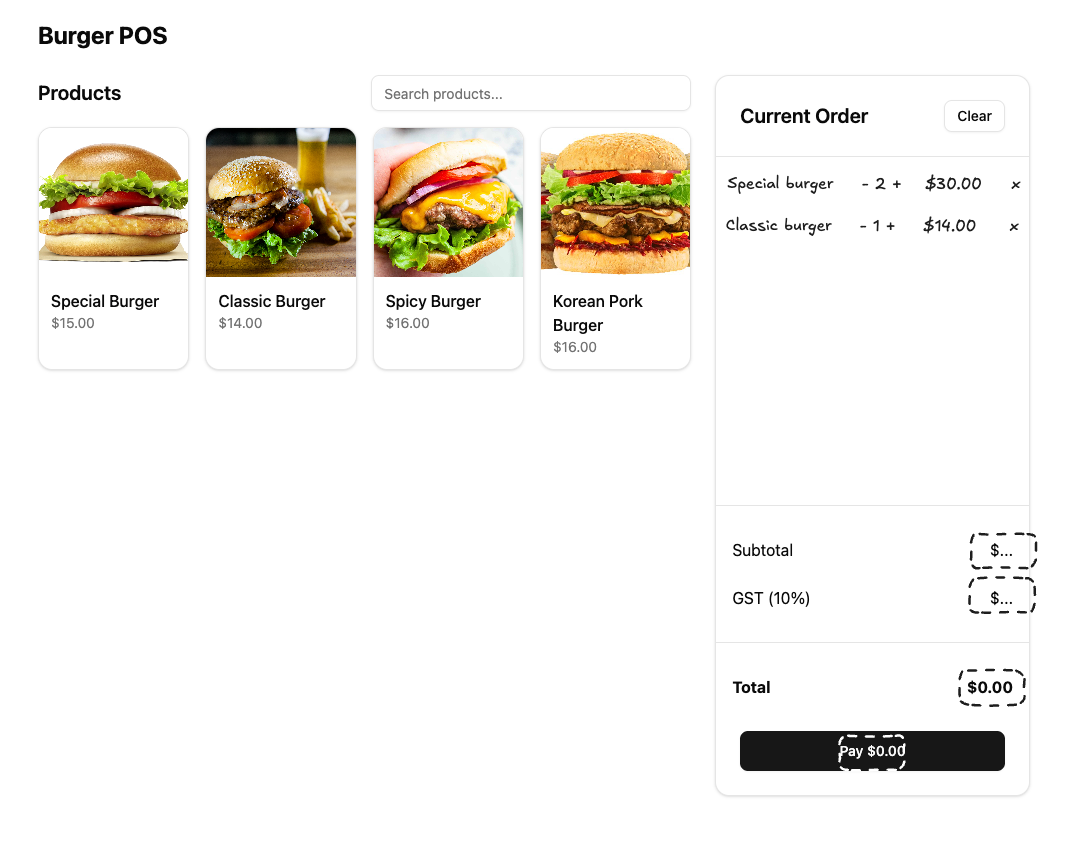 Burger POS
Products
Search products...
Special Burger
$15.00
Classic Burger
$14.00
Spicy Burger
$16.00
Korean Pork
Burger
$16.00
Current Order
Clear
Special burger - 2 + $30.00 ×
Classic burger - 1 + $14.00 ×
Subtotal $...
GST (10%) $...
Total $0.00
Pay $0.00